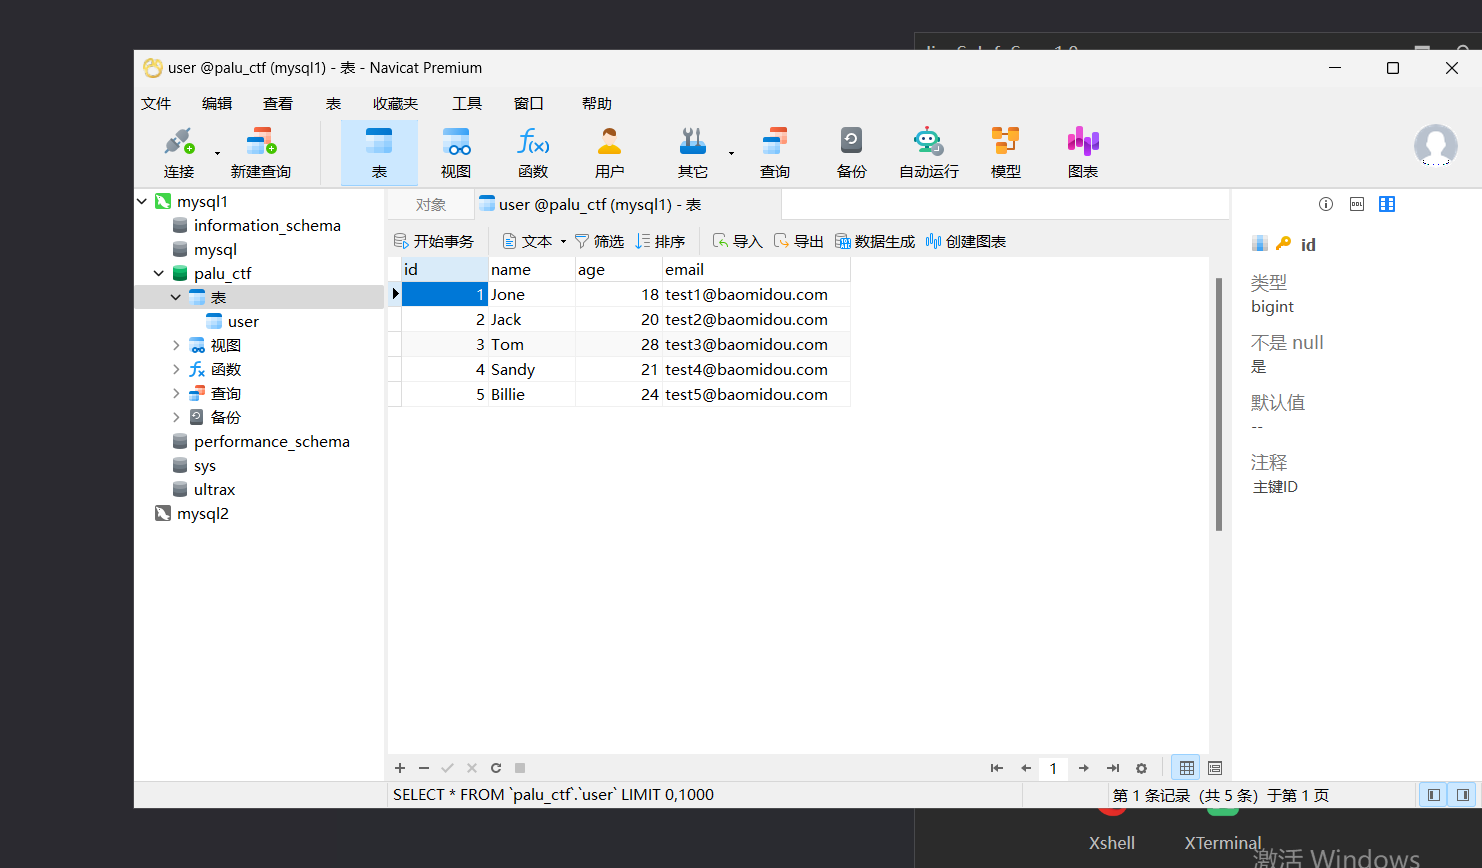 user @palu_ctf (mysql1) - 表 - Navicat Premium
文件 编辑 查看 表 收藏夹 工具 窗口 帮助
连接 新建查询 表 视图 函数 用户 其它 查询 备份 自动运行 模型 图表
mysql1
information_schema
mysql
palu_ctf
表
user
视图
函数
查询
备份
performance_schema
sys
ultrax
mysql2
对象 user @palu_ctf (mysql1) - 表
开始事务 文本 筛选 排序 导入 导出 数据生成 创建图表
id name age email
1 Jone 18 test1@baomidou.com
2 Jack 20 test2@baomidou.com
3 Tom 28 test3@baomidou.com
4 Sandy 21 test4@baomidou.com
5 Billie 24 test5@baomidou.com
DDL
id
类型
bigint
不是 null
是
默认值
--
注释
主键ID
1
SELECT * FROM `palu_ctf`.`user` LIMIT 0,1000
第 1 条记录（共 5 条）于第 1 页
Xshell XTerminal
激活 Windows